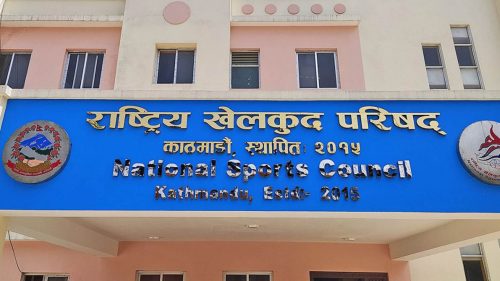 राष्ट्रिय खेलकुद परिषद्
काठमाडौं, स्थापित २०१५
National Sports Council
Kathmandu, Estd- 2015